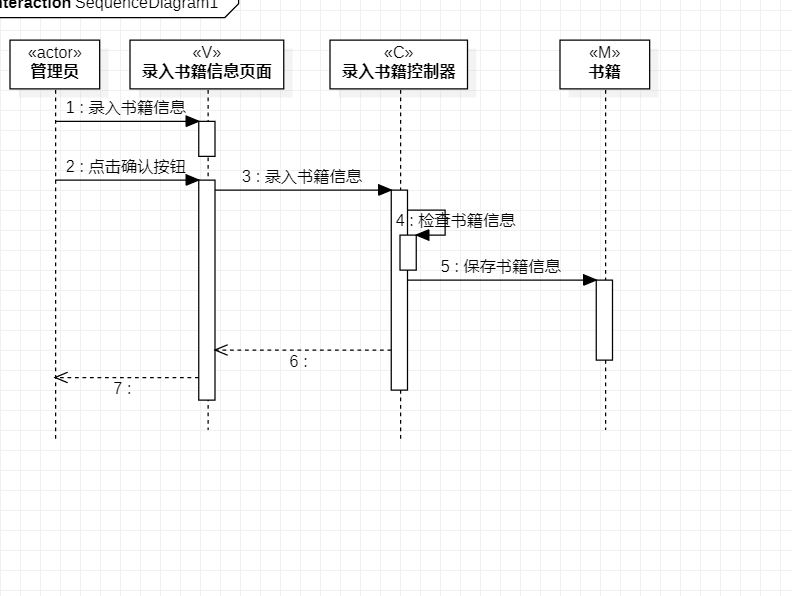 nteraction SequenceDiagram1
«actor»
管理员
«V»
录入书籍信息页面
«C»
录入书籍控制器
«M»
书籍
1 : 录入书籍信息
2 : 点击确认按钮
3 : 录入书籍信息
4 : 检查书籍信息
5 : 保存书籍信息
6 :
7 :